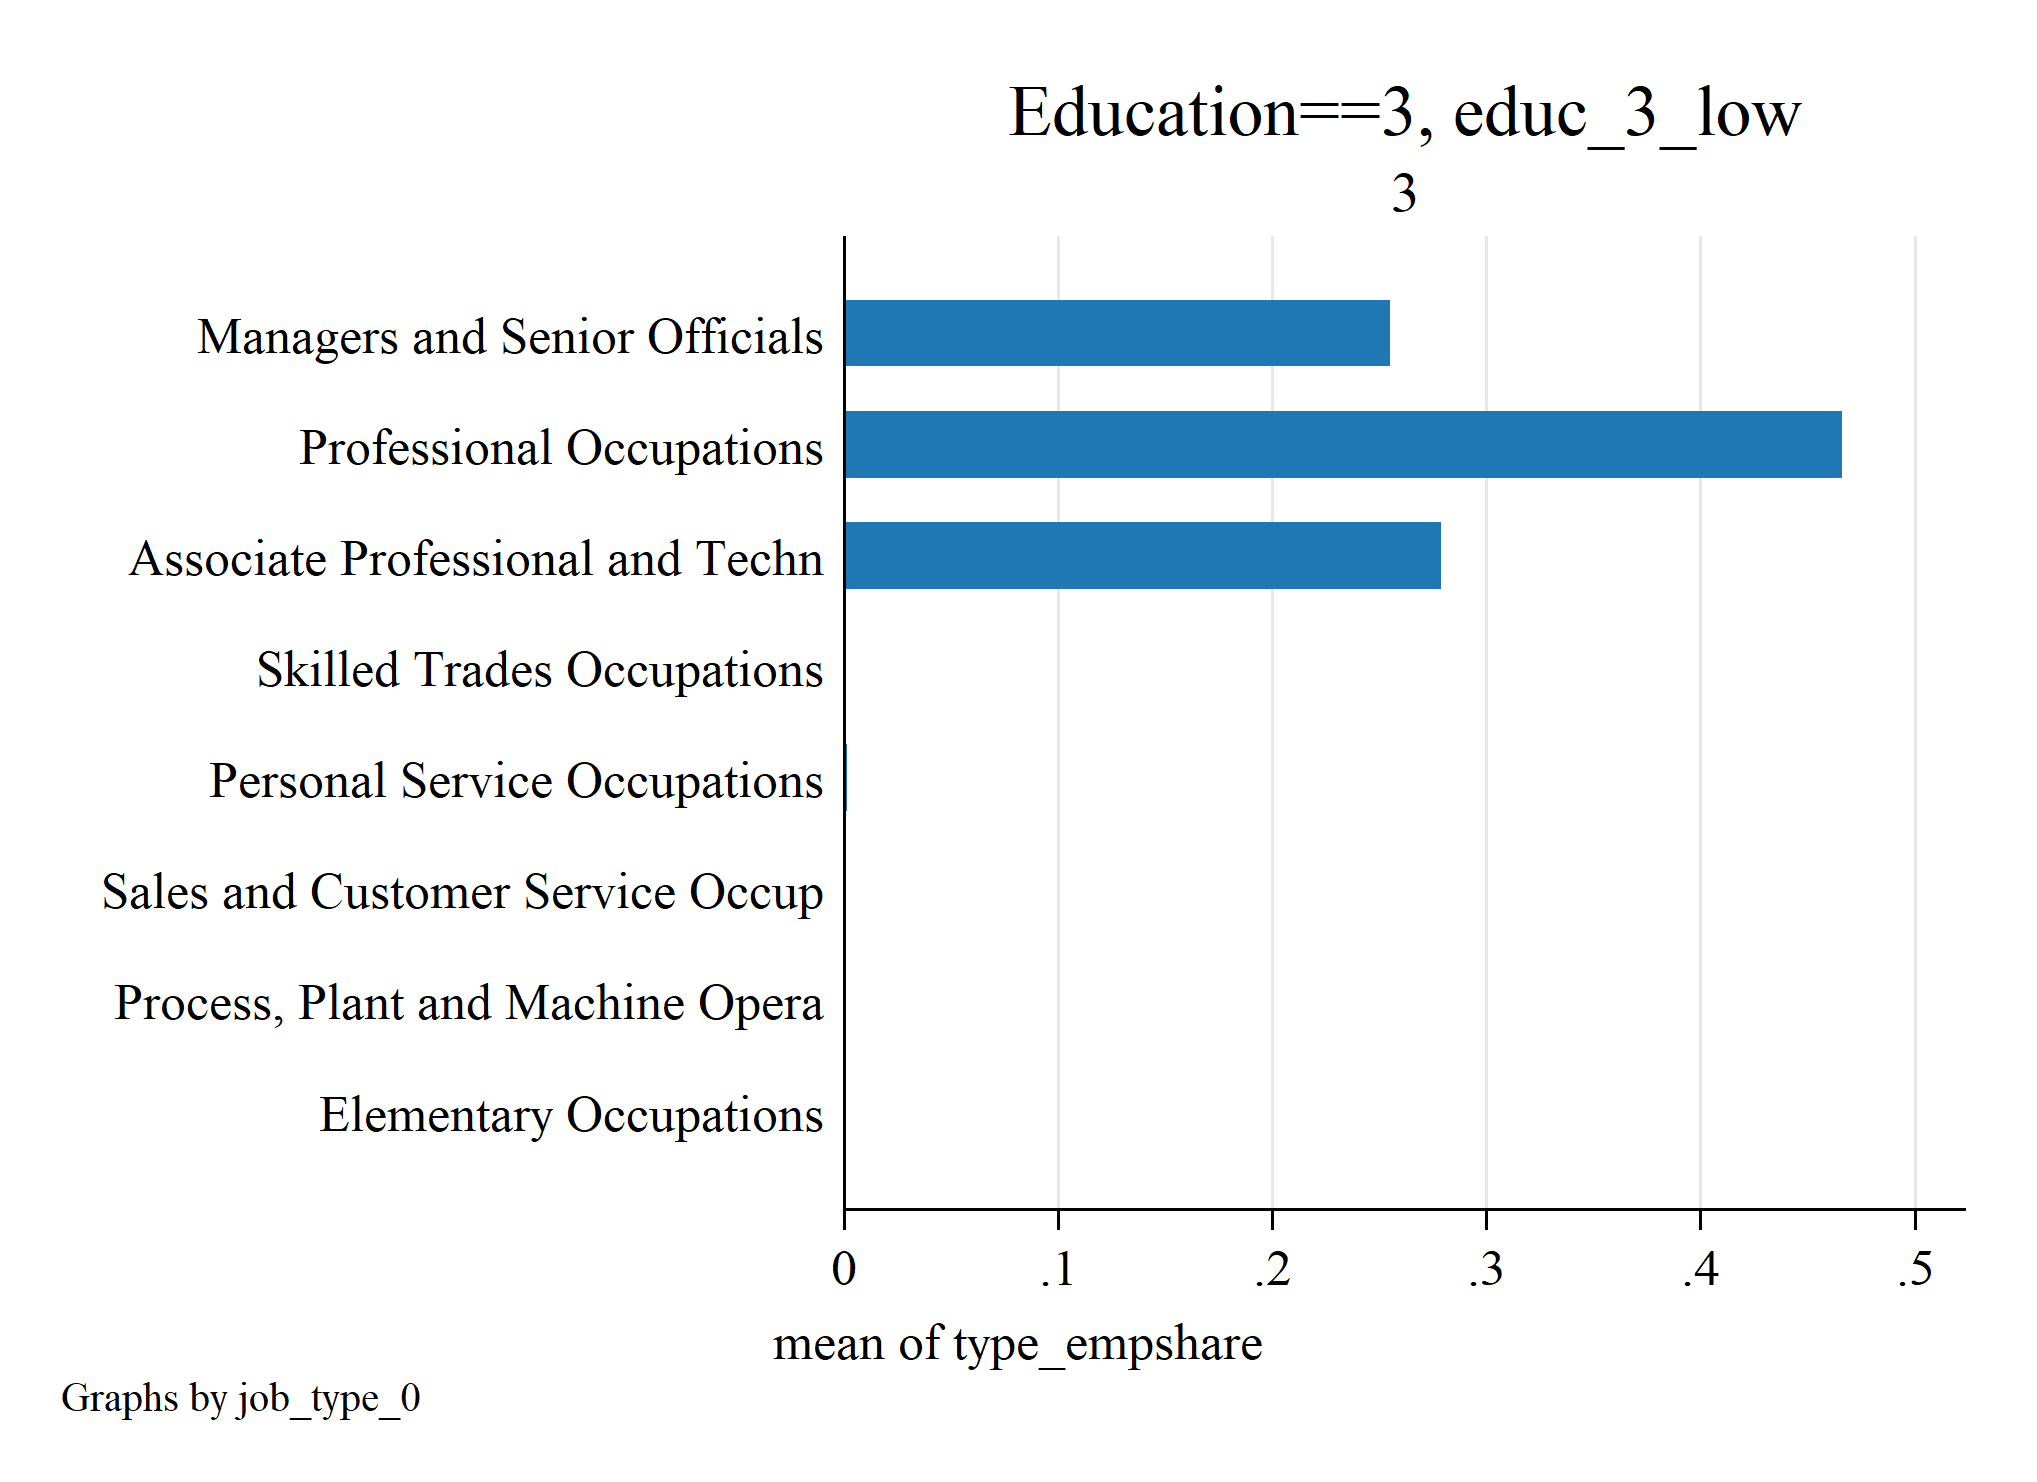 Education==3, educ_3_low
3
Managers and Senior Officials
Professional Occupations
Associate Professional and Techn
Skilled Trades Occupations
Personal Service Occupations
Sales and Customer Service Occup
Process, Plant and Machine Opera
Elementary Occupations
0 .1 .2 .3 .4 .5
mean of type_empshare
Graphs by job_type_0